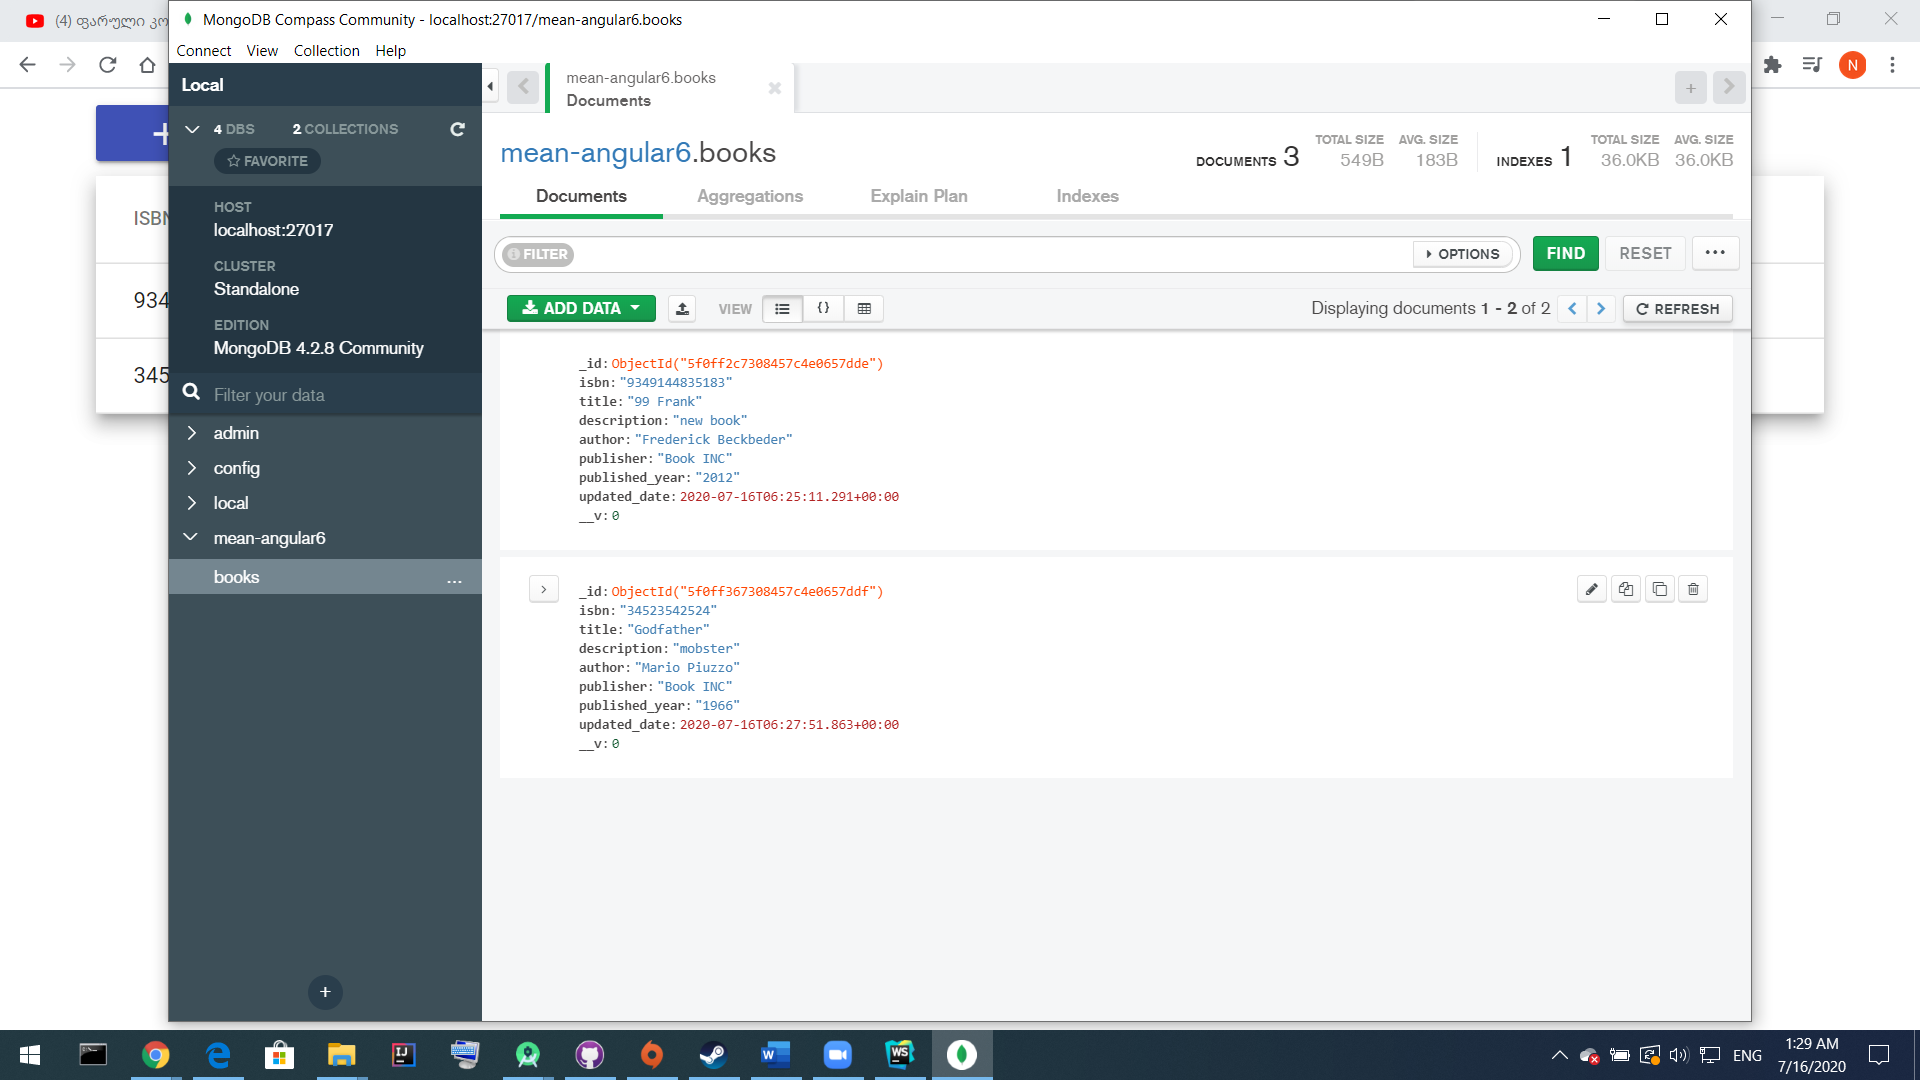 (4) ფარული კო
MongoDB Compass Community - localhost:27017/mean-angular6.books
Connect View Collection Help
N
Local
4 DBS 2 COLLECTIONS
FAVORITE
HOST
localhost:27017
CLUSTER
Standalone
EDITION
MongoDB 4.2.8 Community
Filter your data
admin
config
local
mean-angular6
books ...
+
ISBN
934
345
mean-angular6.books
Documents
mean-angular6.books
DOCUMENTS 3 TOTAL SIZE 549B AVG. SIZE 183B INDEXES 1 TOTAL SIZE 36.0KB AVG. SIZE 36.0KB
Documents Aggregations Explain Plan Indexes
FILTER OPTIONS FIND RESET ...
ADD DATA VIEW {} Displaying documents 1 - 2 of 2 REFRESH
_id: ObjectId("5f0ff2c7308457c4e0657dde")
isbn: "9349144835183"
title: "99 Frank"
description: "new book"
author: "Frederick Beckbeder"
publisher: "Book INC"
published_year: "2012"
updated_date: 2020-07-16T06:25:11.291+00:00
__v: 0
_id: ObjectId("5f0ff367308457c4e0657ddf")
isbn: "34523542524"
title: "Godfather"
description: "mobster"
author: "Mario Piuzzo"
publisher: "Book INC"
published_year: "1966"
updated_date: 2020-07-16T06:27:51.863+00:00
__v: 0
ENG
1:29 AM
7/16/2020